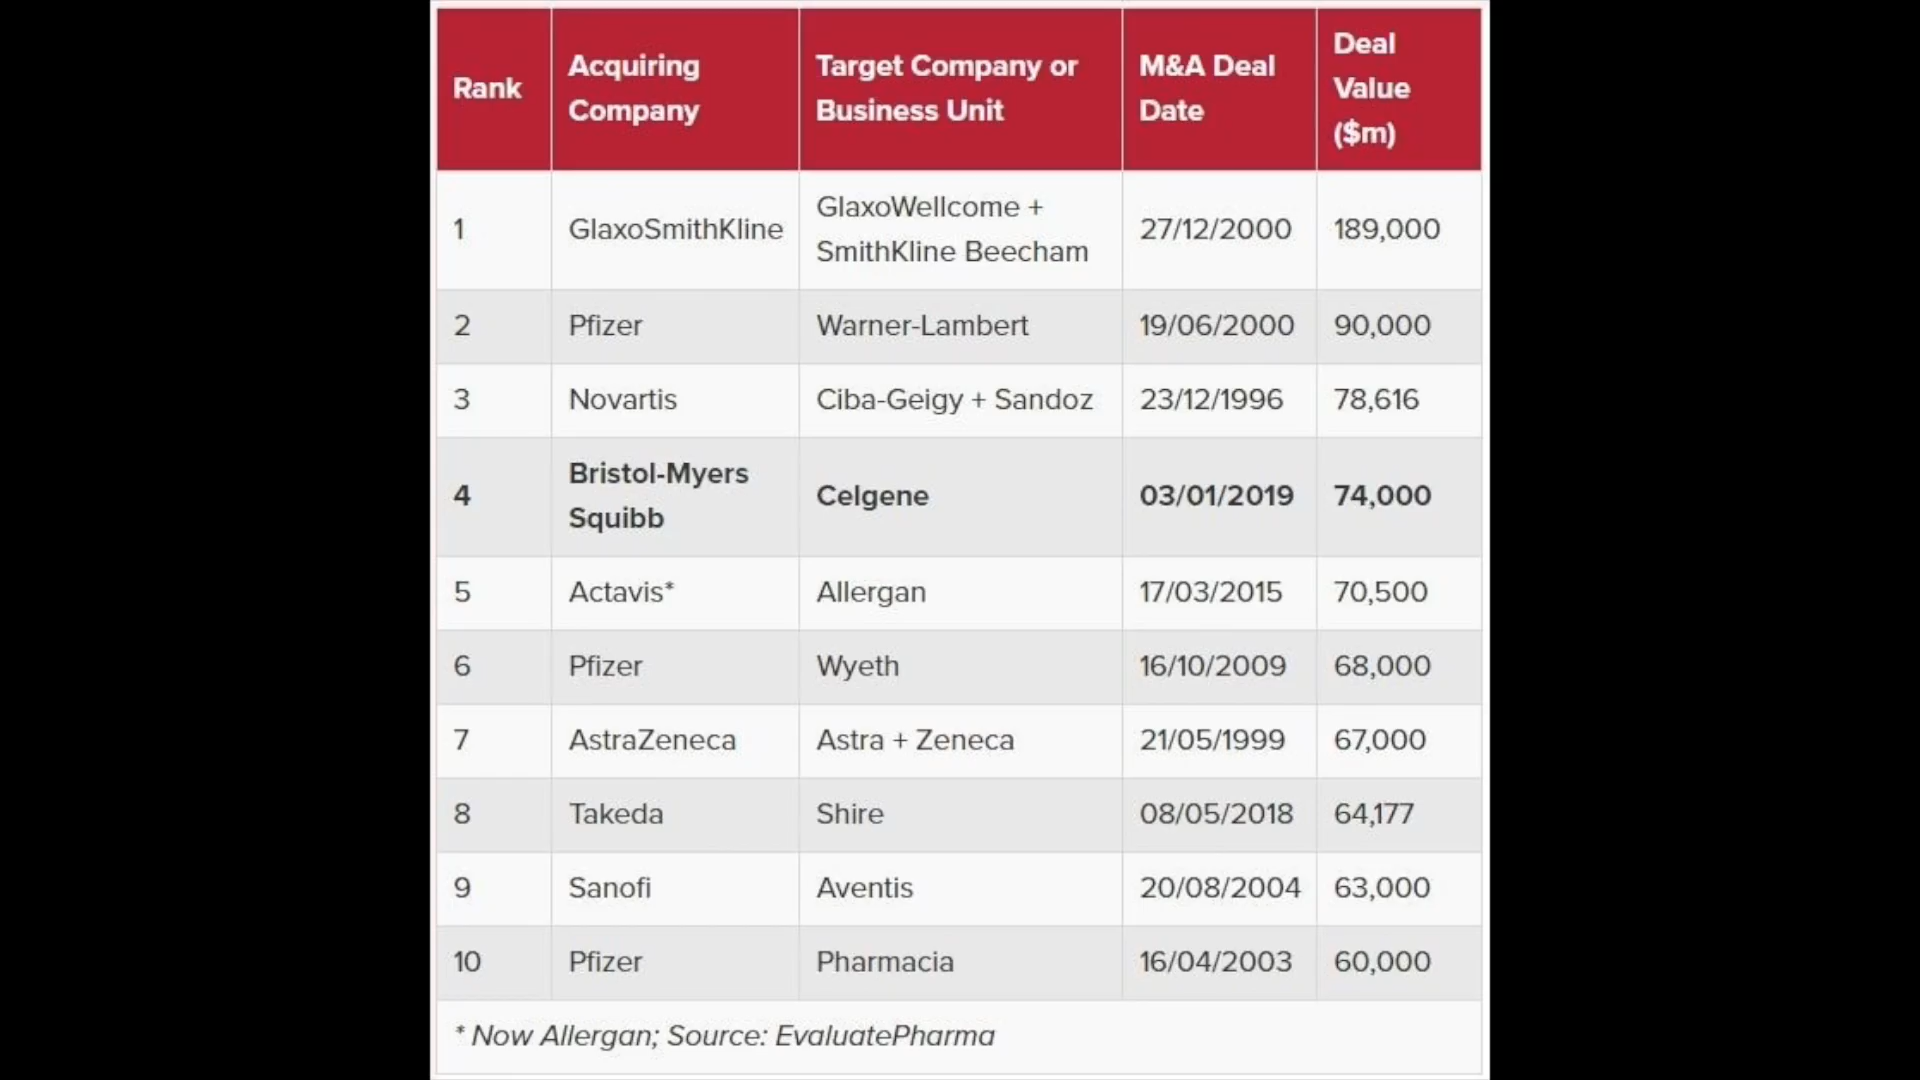 Rank
Acquiring
Company
Target Company or
Business Unit
M&A Deal
Date
Deal
Value
($m)
1
GlaxoSmithKline
GlaxoWellcome +
SmithKline Beecham
27/12/2000
189,000
2
Pfizer
Warner-Lambert
19/06/2000
90,000
3
Novartis
Ciba-Geigy + Sandoz
23/12/1996
78,616
4
Bristol-Myers
Squibb
Celgene
03/01/2019
74,000
5
Actavis*
Allergan
17/03/2015
70,500
6
Pfizer
Wyeth
16/10/2009
68,000
7
AstraZeneca
Astra + Zeneca
21/05/1999
67,000
8
Takeda
Shire
08/05/2018
64,177
9
Sanofi
Aventis
20/08/2004
63,000
10
Pfizer
Pharmacia
16/04/2003
60,000
* Now Allergan; Source: EvaluatePharma